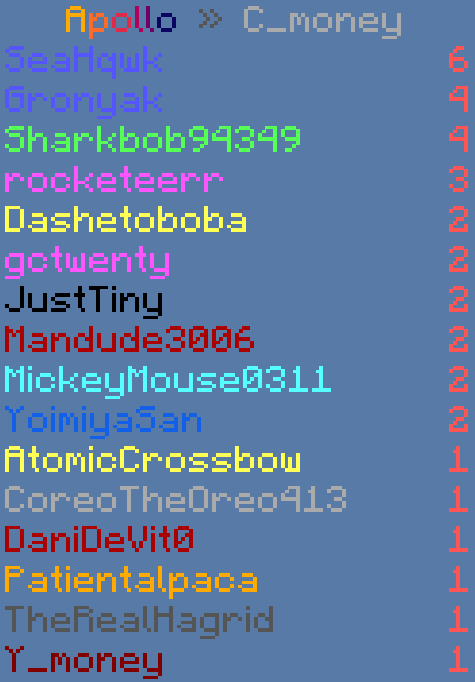 Apollo » C_money
SeaHqwk 6
Gronyak 4
Sharkbob94349 4
rocketeerr 3
Dashetoboba 2
gctwenty 2
JustTiny 2
Mandude3006 2
MickeyMouse0311 2
YoimiyaSan 2
AtomicCrossbow 1
CoreoTheOreo413 1
DaniDeVit0 1
Patientalpaca 1
TheRealHagrid 1
Y_money 1